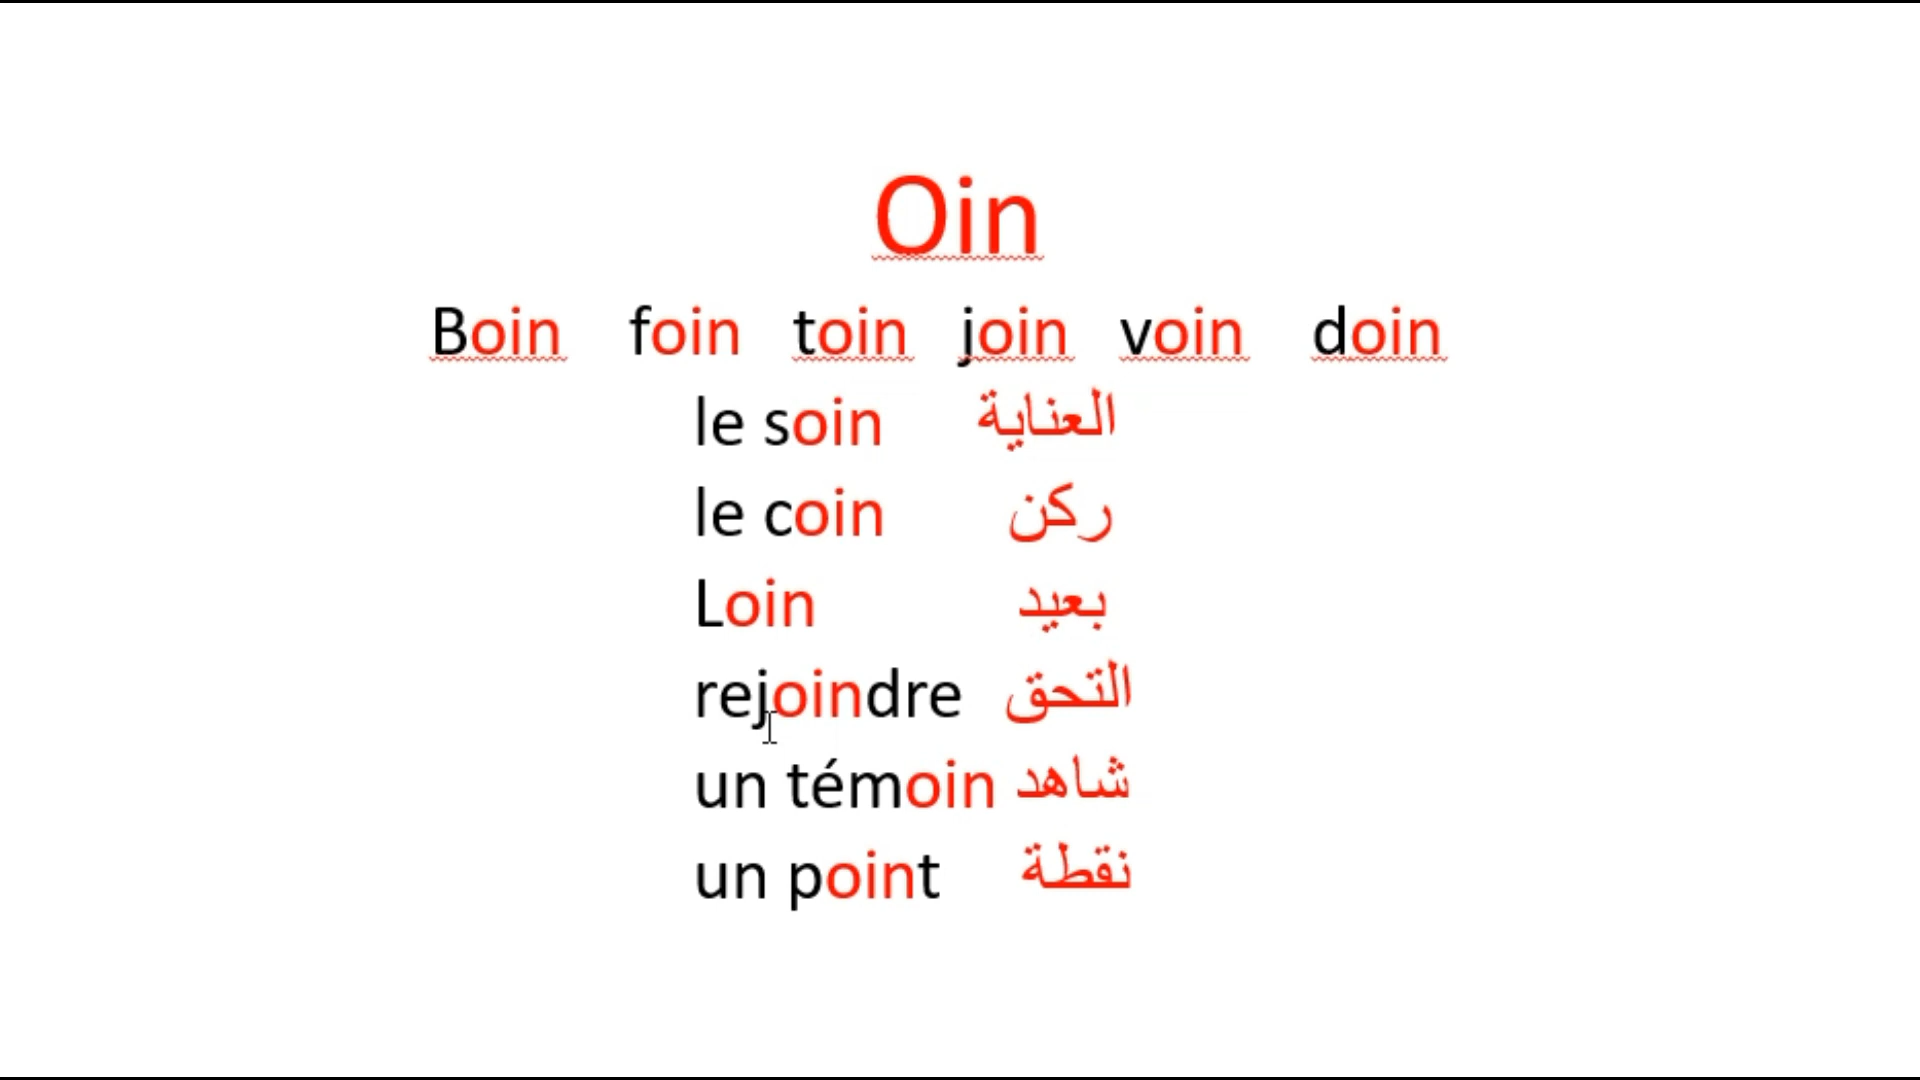 Oin
Boin foin toin join voin doin
le soin العناية
le coin ركن
Loin بعيد
rejoindre التحق
un témoin شاهد
un point نقطة